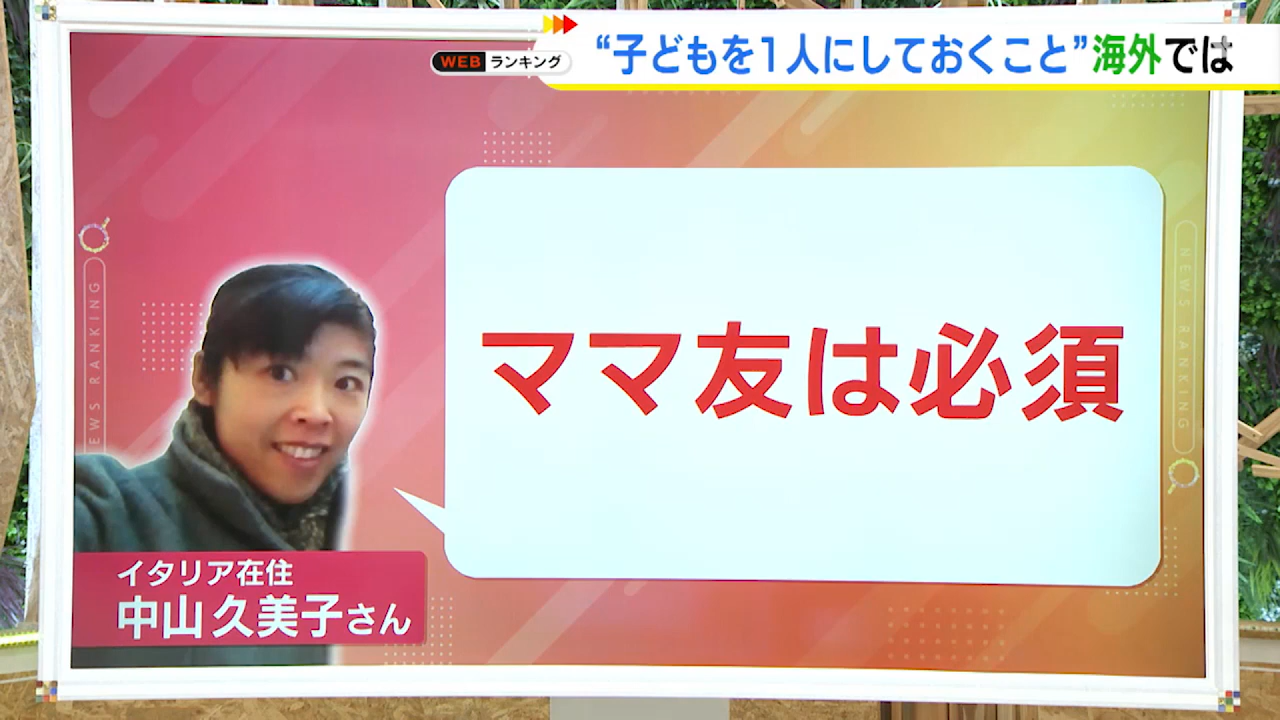 WEB ランキング
“子どもを1人にしておくこと”海外では
ママ友は必須
イタリア在住
中山久美子さん
EWS RANKING
NEWS RANKING